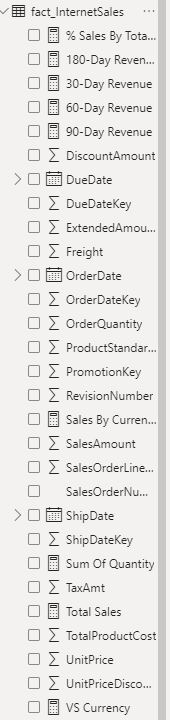 fact_InternetSales
% Sales By Tota...
180-Day Reven...
30-Day Revenue
60-Day Revenue
90-Day Revenue
DiscountAmount
DueDate
DueDateKey
ExtendedAmou...
Freight
OrderDate
OrderDateKey
OrderQuantity
ProductStandar...
PromotionKey
RevisionNumber
Sales By Curren...
SalesAmount
SalesOrderLine...
SalesOrderNu...
ShipDate
ShipDateKey
Sum Of Quantity
TaxAmt
Total Sales
TotalProductCost
UnitPrice
UnitPriceDisco...
VS Currency